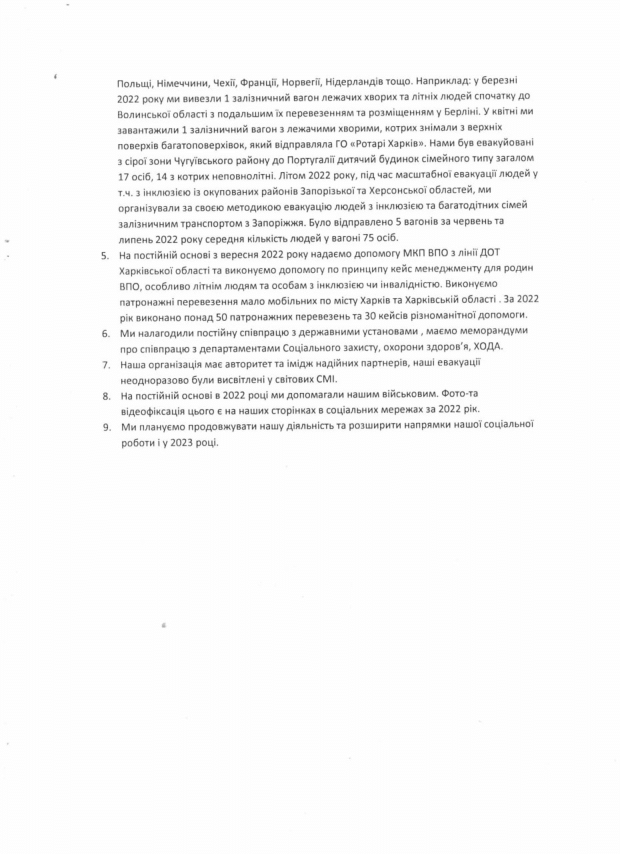 Польщі, Німеччини, Чехії, Франції, Норвегії, Нідерландів тощо. Наприклад: у березні
2022 року ми вивезли 1 залізничний вагон лежачих хворих та літніх людей спочатку до
Волинської області з подальшим їх перевезенням та розміщенням у Берліні. У квітні ми
завантажили 1 залізничний вагон з лежачими хворими, котрих знімали з верхніх
поверхів багатоповерхівок, який відправляла ГО «Ротарі Харків». Нами був евакуйовані
з сірої зони Чугуївського району до Португалії дитячий будинок сімейного типу загалом
17 осіб, 14 з котрих неповнолітні. Літом 2022 року, під час масштабної евакуації людей у
т.ч. з інклюзією із окупованих районів Запорізької та Херсонської областей, ми
організували за своєю методикою евакуацію людей з інклюзією та багатодітних сімей
залізничним транспортом з Запоріжжя. Було відправлено 5 вагонів за червень та
липень 2022 року середня кількість людей у вагоні 75 осіб.
5. На постійній основі з вересня 2022 року надаємо допомогу МКП ВПО з лінії ДОТ
Харківської області та виконуємо допомогу по принципу кейс менеджменту для родин
ВПО, особливо літнім людям та особам з інклюзією чи інвалідністю. Виконуємо
патронажні перевезення мало мобільних по місту Харків та Харківській області . За 2022
рік виконано понад 50 патронажних перевезень та 30 кейсів різноманітної допомоги.
6. Ми налагодили постійну співпрацю з державними установами , маємо меморандуми
про співпрацю з департаментами Соціального захисту, охорони здоров'я, ХОДА.
7. Наша організація має авторитет та імідж надійних партнерів, наші евакуації
неодноразово були висвітлені у світових СМІ.
8. На постійній основі в 2022 році ми допомагали нашим військовим. Фото-та
відеофіксація цього є на наших сторінках в соціальних мережах за 2022 рік.
9. Ми плануємо продовжувати нашу діяльність та розширити напрямки нашої соціальної
роботи і у 2023 році.